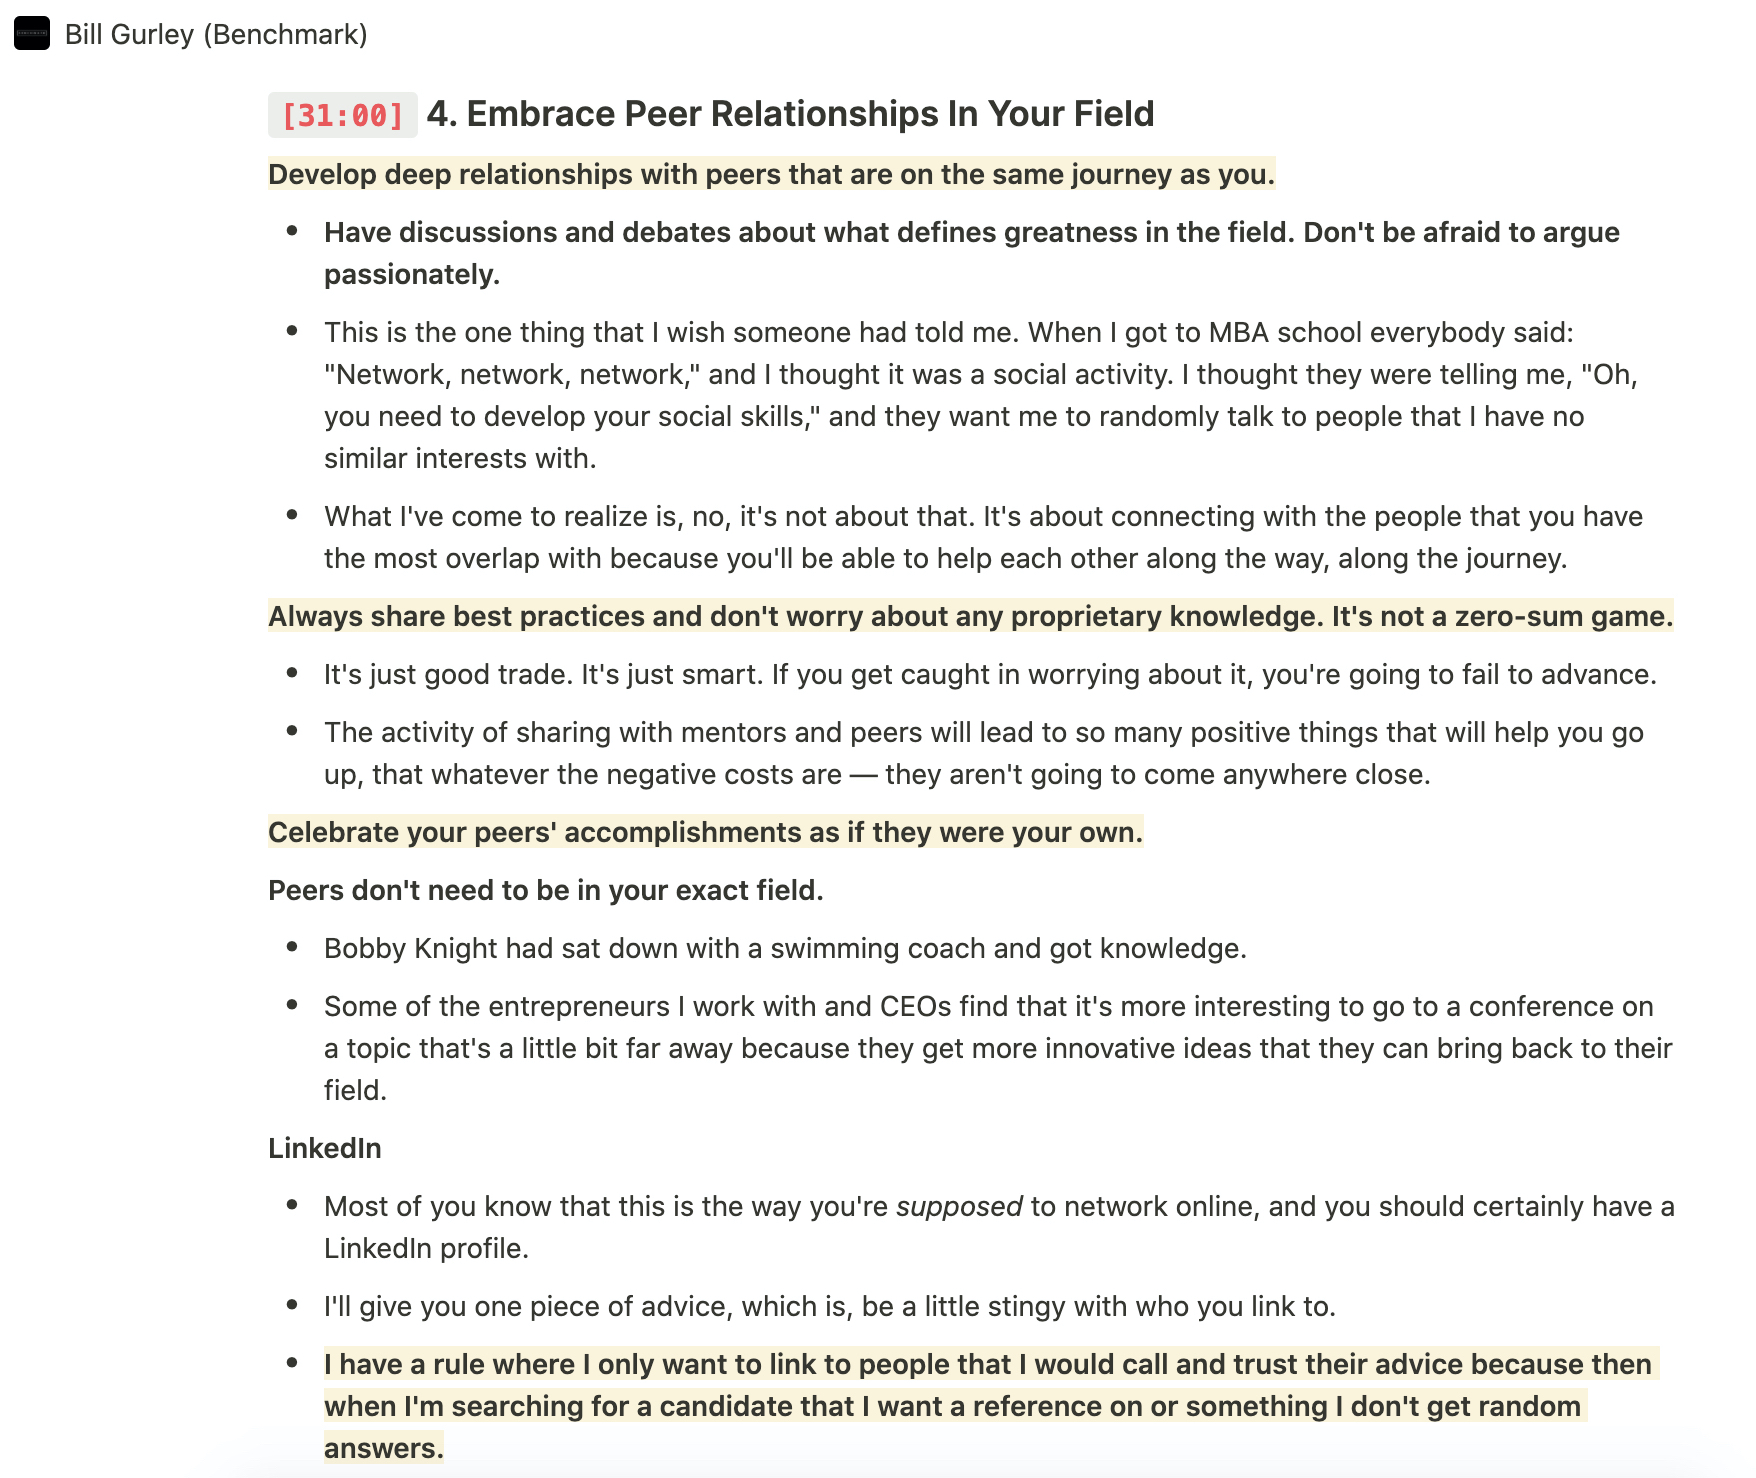 Bill Gurley (Benchmark)
[31:00] 4. Embrace Peer Relationships In Your Field
Develop deep relationships with peers that are on the same journey as you.
• Have discussions and debates about what defines greatness in the field. Don't be afraid to argue
passionately.
• This is the one thing that I wish someone had told me. When I got to MBA school everybody said:
"Network, network, network," and I thought it was a social activity. I thought they were telling me, "Oh,
you need to develop your social skills," and they want me to randomly talk to people that I have no
similar interests with.
• What I've come to realize is, no, it's not about that. It's about connecting with the people that you have
the most overlap with because you'll be able to help each other along the way, along the journey.
Always share best practices and don't worry about any proprietary knowledge. It's not a zero-sum game.
• It's just good trade. It's just smart. If you get caught in worrying about it, you're going to fail to advance.
• The activity of sharing with mentors and peers will lead to so many positive things that will help you go
up, that whatever the negative costs are — they aren't going to come anywhere close.
Celebrate your peers' accomplishments as if they were your own.
Peers don't need to be in your exact field.
• Bobby Knight had sat down with a swimming coach and got knowledge.
• Some of the entrepreneurs I work with and CEOs find that it's more interesting to go to a conference on
a topic that's a little bit far away because they get more innovative ideas that they can bring back to their
field.
LinkedIn
• Most of you know that this is the way you're supposed to network online, and you should certainly have a
LinkedIn profile.
• I'll give you one piece of advice, which is, be a little stingy with who you link to.
• I have a rule where I only want to link to people that I would call and trust their advice because then
when I'm searching for a candidate that I want a reference on or something I don't get random
answers.